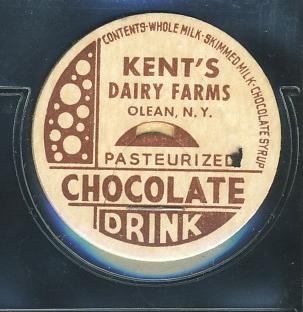 CONTENTS-WHOLE MILK-SKIMMED MILK-CHOCOLATE SYRUP
KENT'S
DAIRY FARMS
OLEAN, N.Y.
PASTEURIZED
CHOCOLATE
DRINK